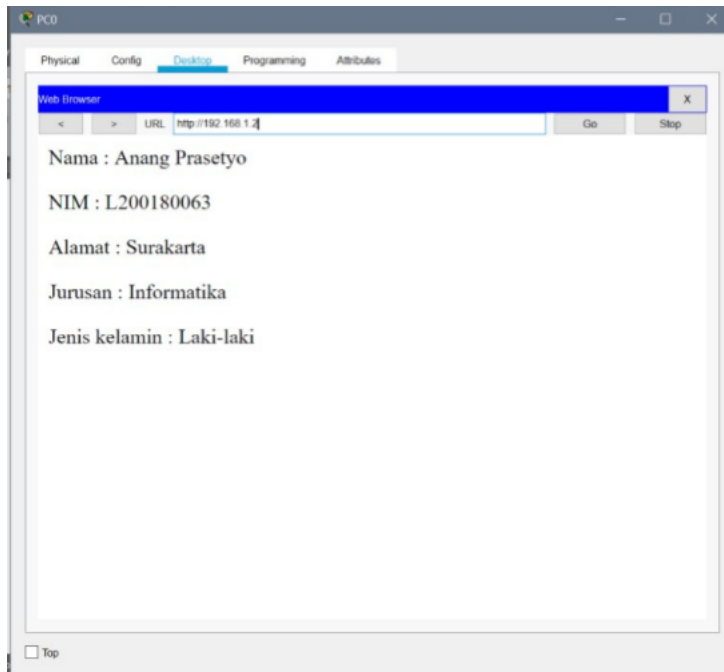 PC0
Physical Config Desktop Programming Attributes
Web Browser X
< > URL http://192.168.1.2 Go Stop
Nama : Anang Prasetyo
NIM : L200180063
Alamat : Surakarta
Jurusan : Informatika
Jenis kelamin : Laki-laki
Top